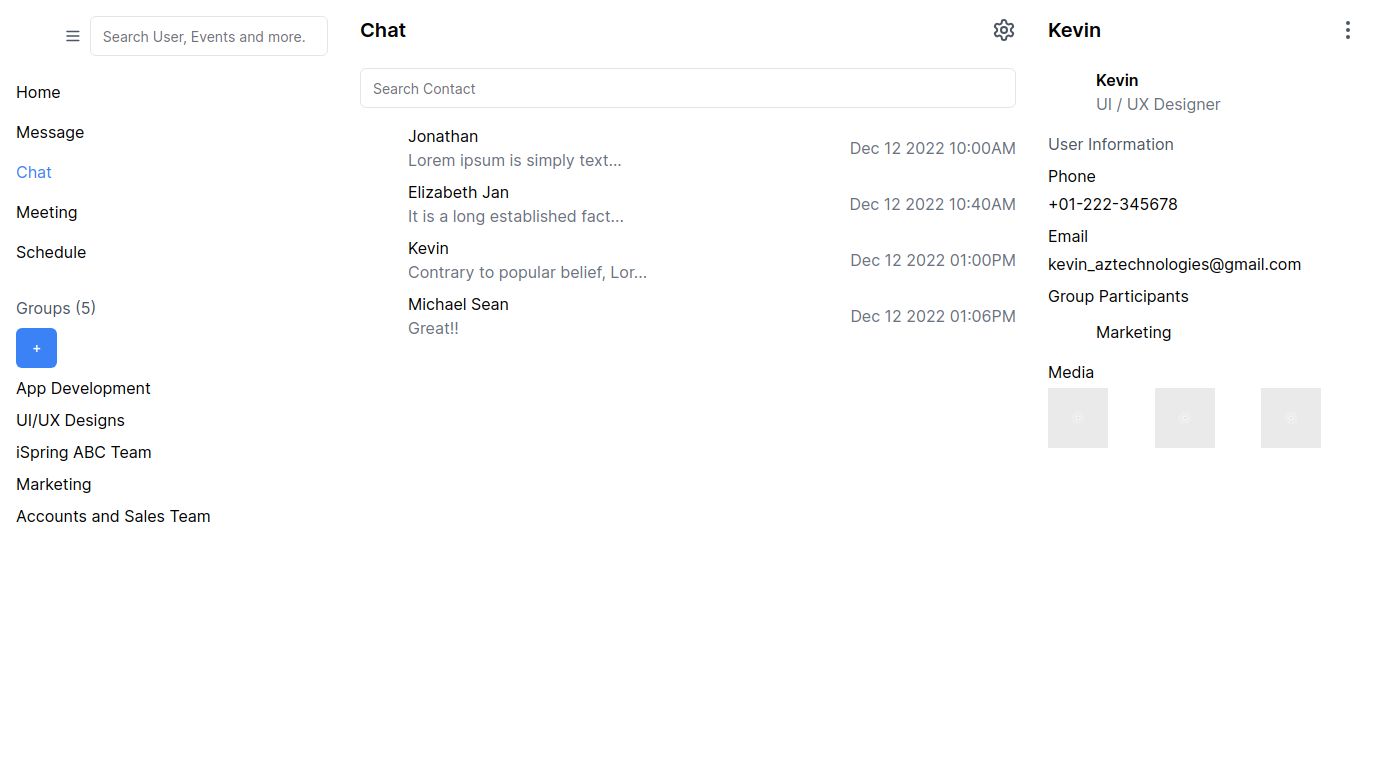 Search User, Events and more.
Home
Message
Chat
Meeting
Schedule
Groups (5)
+
App Development
UI/UX Designs
iSpring ABC Team
Marketing
Accounts and Sales Team
Chat
Search Contact
Jonathan
Lorem ipsum is simply text...
Dec 12 2022 10:00AM
Elizabeth Jan
It is a long established fact...
Dec 12 2022 10:40AM
Kevin
Contrary to popular belief, Lor...
Dec 12 2022 01:00PM
Michael Sean
Great!!
Dec 12 2022 01:06PM
Kevin
Kevin
UI / UX Designer
User Information
Phone
+01-222-345678
Email
kevin_aztechnologies@gmail.com
Group Participants
Marketing
Media